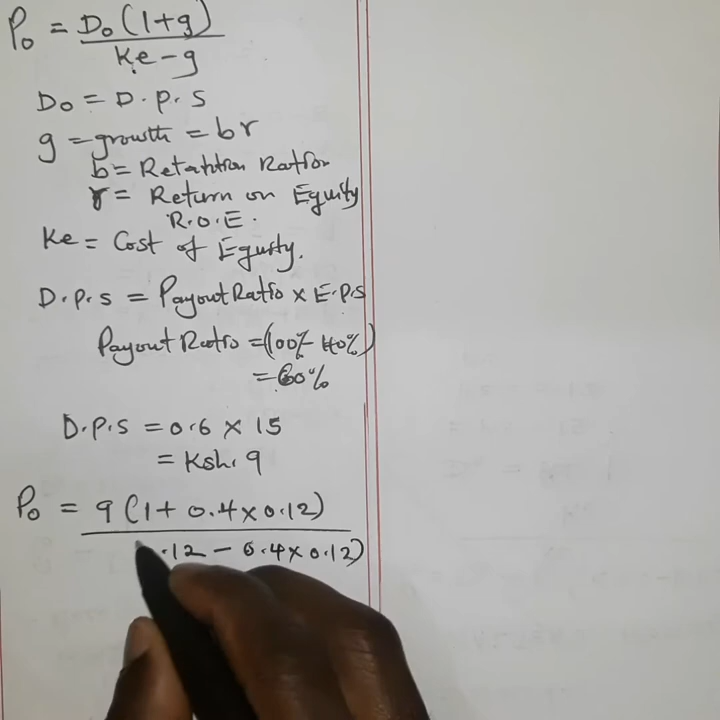 P₀ = D₀ (1+g)
Ke - g
D₀ = D.P.S
g = growth = br
b = Retention Ratio
r = Return on Equity
R.O.E.
Ke = Cost of Equity.
D.P.S = Payout Ratio x E.P.S
Payout Ratio = (100% - 40%)
= 60%
D.P.S = 0.6 x 15
= Ksh. 9
P₀ = 9 (1 + 0.4 x 0.12)
.12 - 0.4 x 0.12)